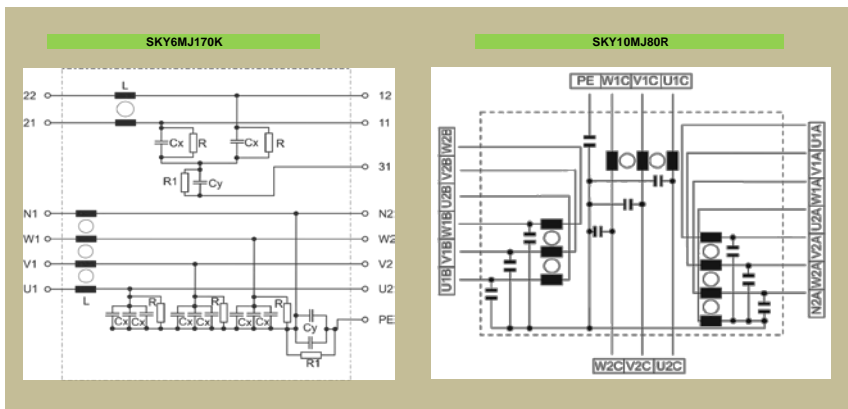 SKY6MJ170K
SKY10MJ80R
L
22
12
21
11
Cx
R
Cx
R
31
R1
Cy
N1
N2
W1
W2
V1
V2
U1
U2
L
R
R
R
Cx
Cx
Cx
Cx
Cx
Cx
Cy
PE
R1
PE W1C V1C U1C
W2B
V2B
U2B
W1B
V1B
U1B
U1A
V1A
W1A
U2A
V2A
W2A
N2A
W2C V2C U2C